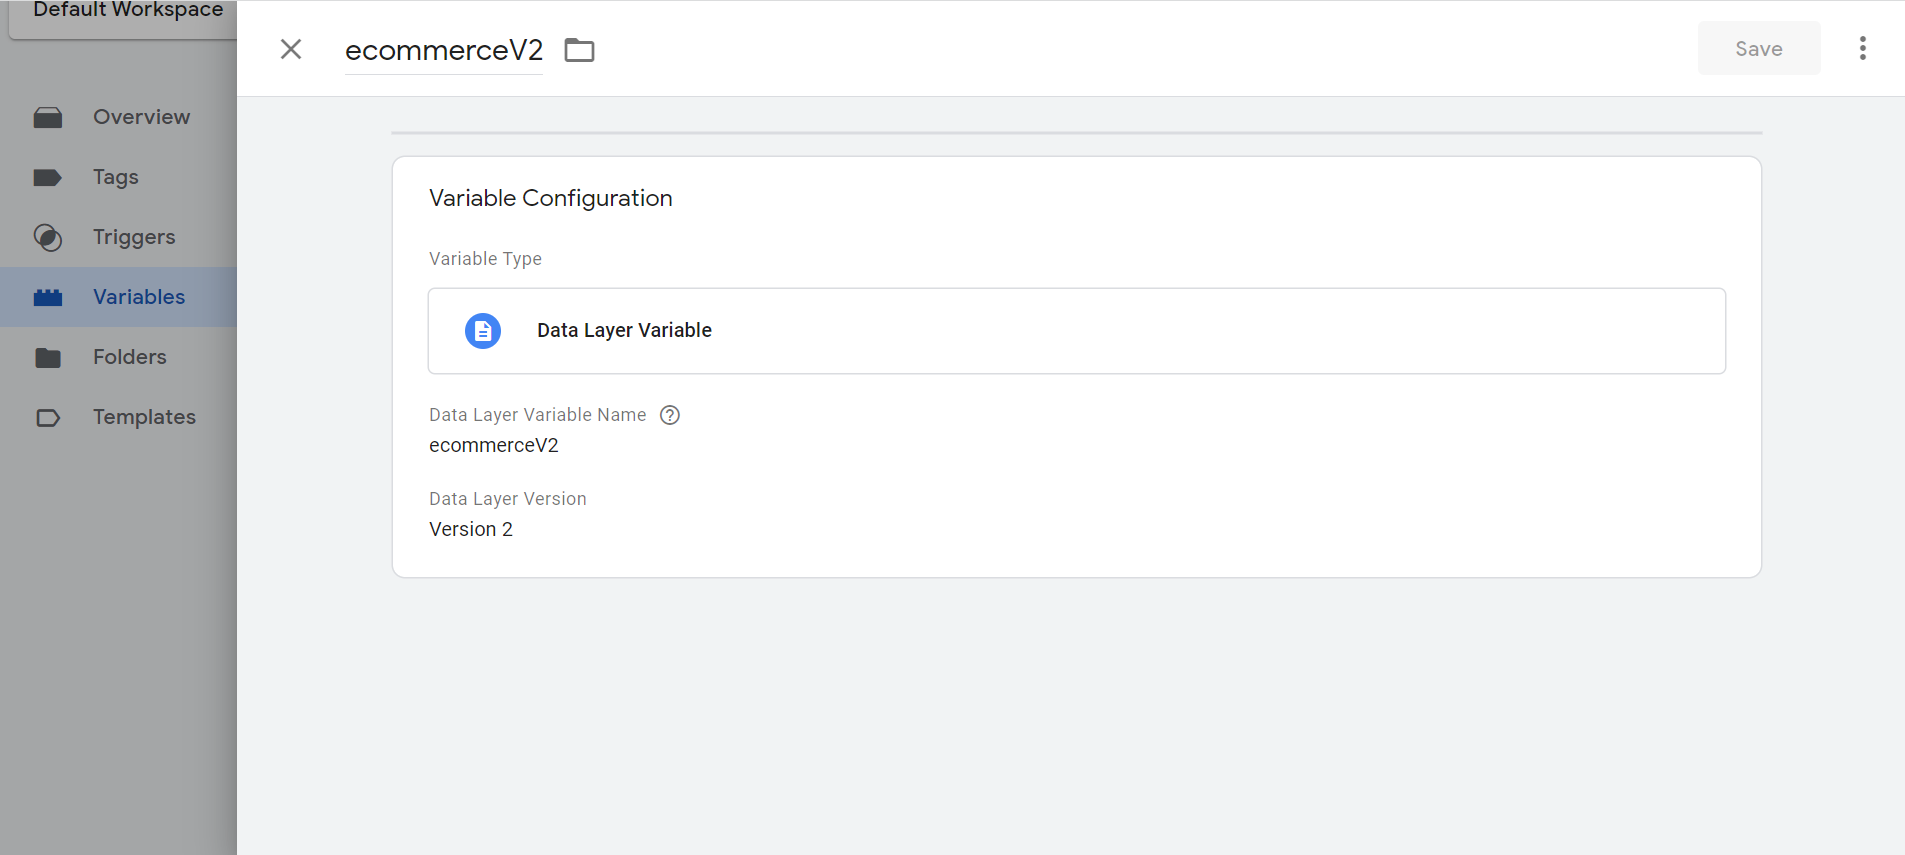 Default Workspace
ecommerceV2
Save
Overview
Tags
Triggers
Variables
Folders
Templates
Variable Configuration
Variable Type
Data Layer Variable
Data Layer Variable Name
ecommerceV2
Data Layer Version
Version 2